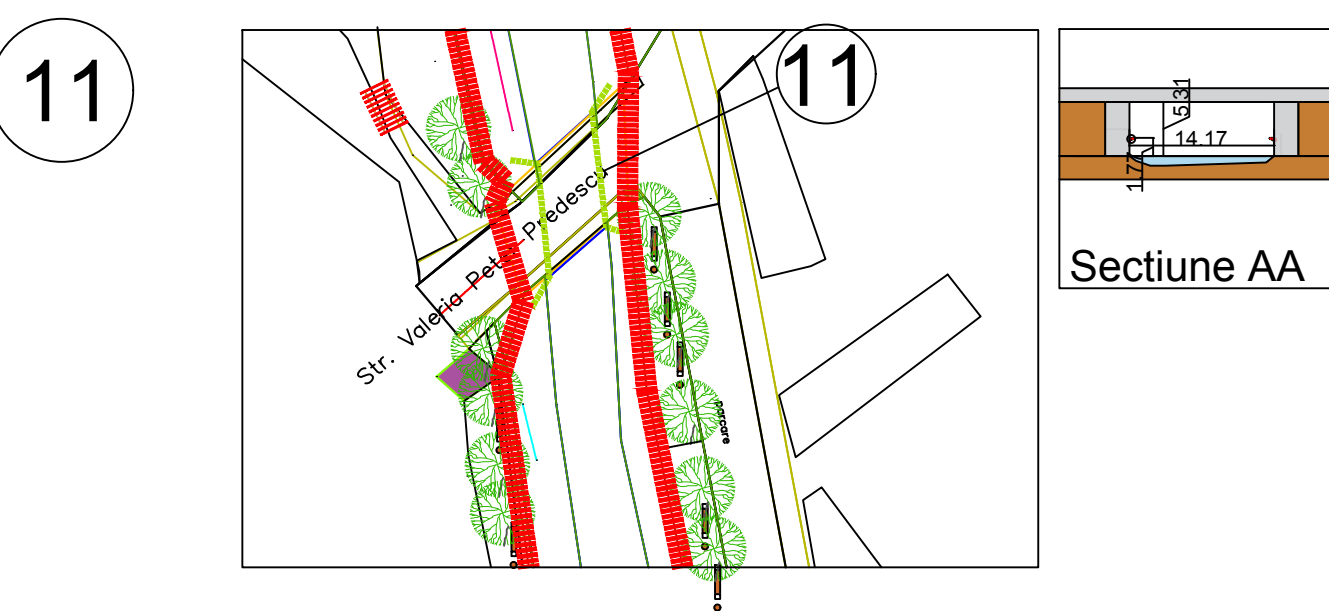 11
11
Str. Valeria Peter Predescu
parcare
5.31
14.17
1.77
Sectiune AA